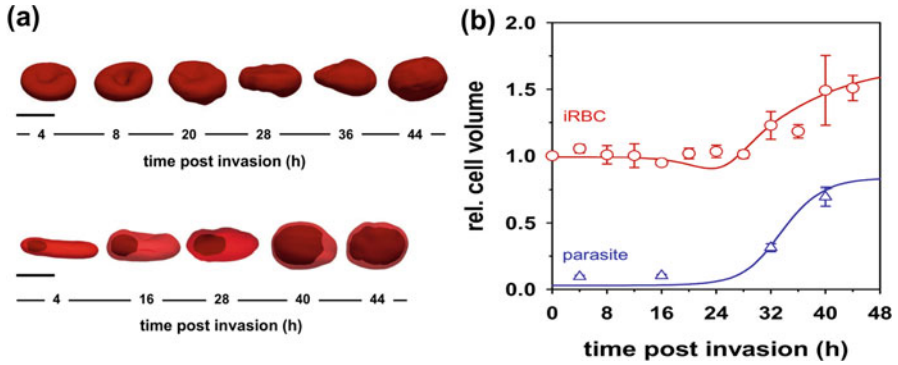 (a)
4 8 20 28 36 44
time post invasion (h)
4 16 28 40 44
time post invasion (h)
(b)
rel. cell volume
2.0
1.5
1.0
0.5
0.0
iRBC
parasite
0 8 16 24 32 40 48
time post invasion (h)